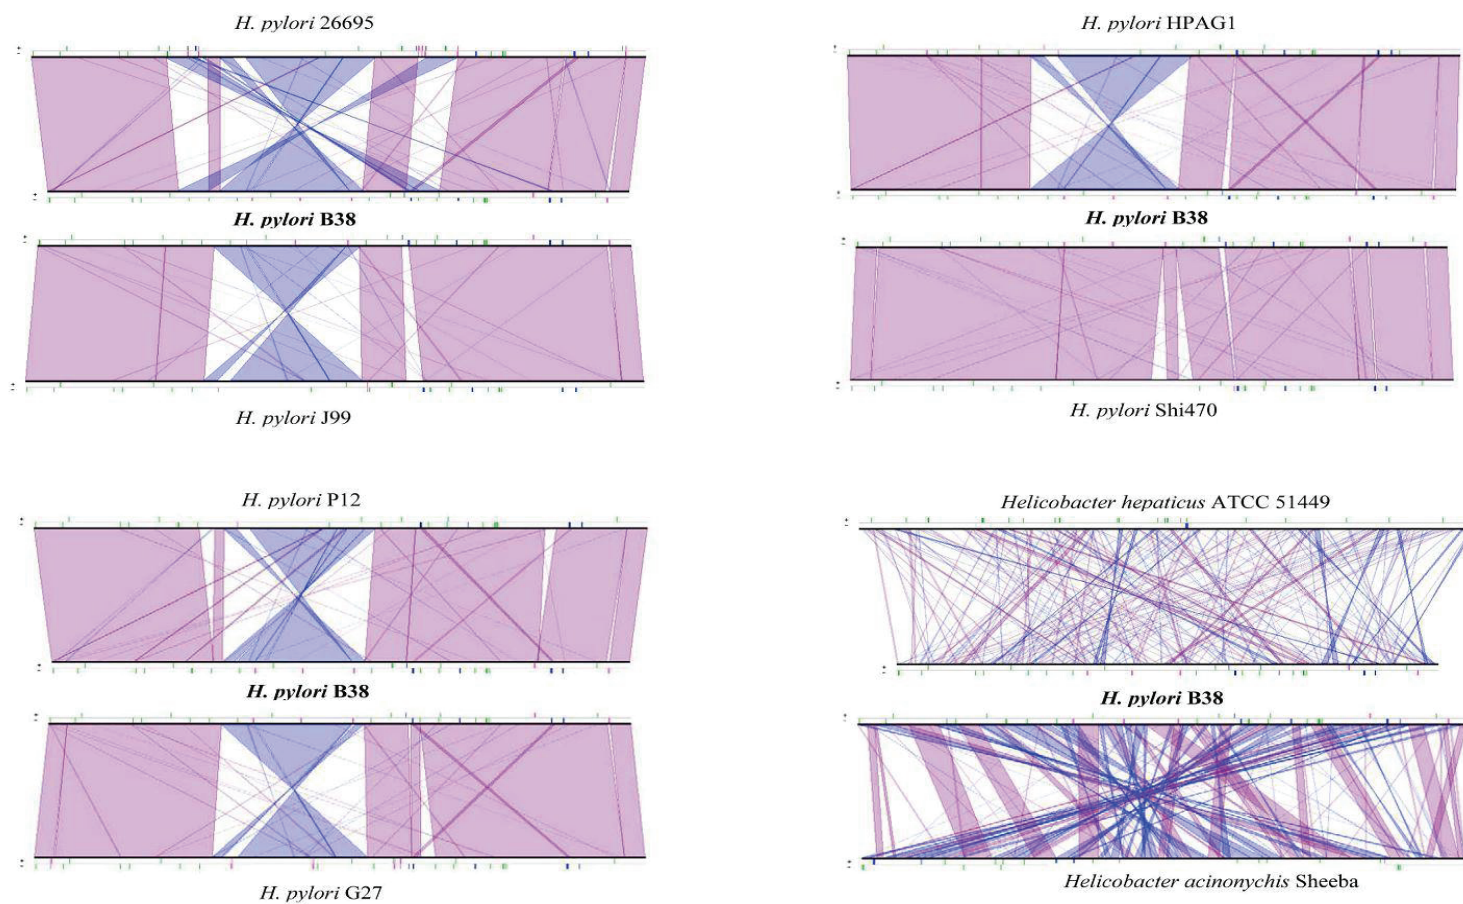 H. pylori 26695
H. pylori B38
H. pylori J99
H. pylori HPAG1
H. pylori B38
H. pylori Shi470
H. pylori P12
H. pylori B38
H. pylori G27
Helicobacter hepaticus ATCC 51449
H. pylori B38
Helicobacter acinonychis Sheeba